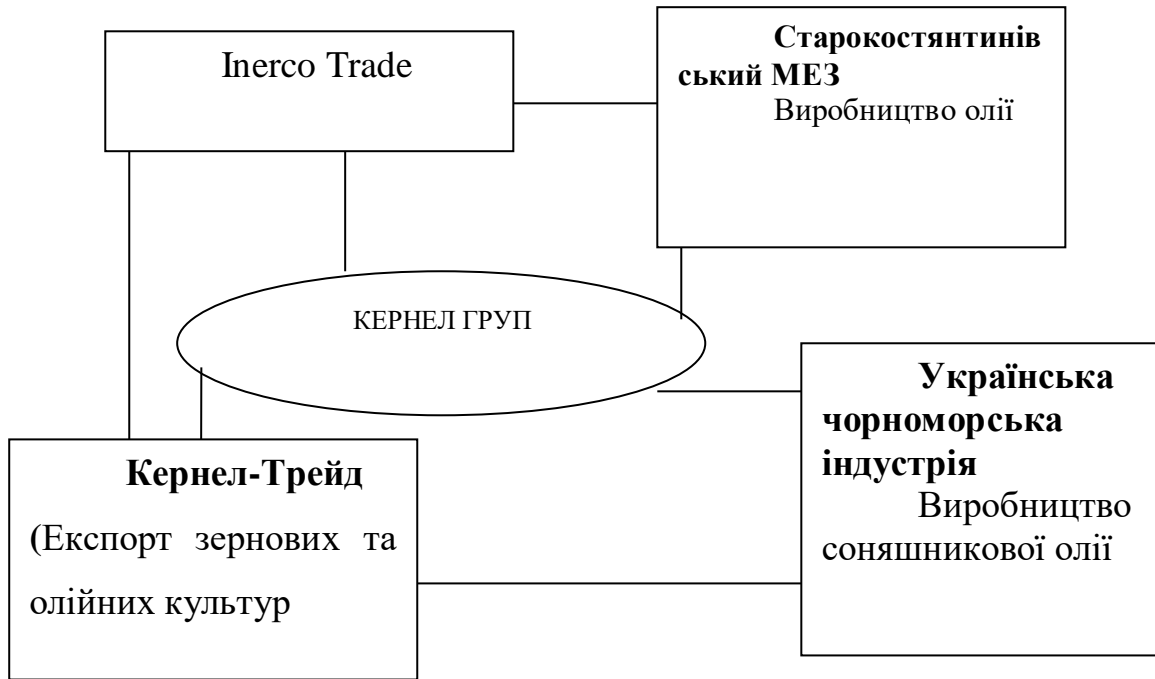 Inerco Trade
Старокостянтинів
ський МЕЗ
Виробництво олії
КЕРНЕЛ ГРУП
Українська
чорноморська
індустрія
Виробництво
соняшникової олії
Кернел-Трейд
(Експорт зернових та
олійних культур